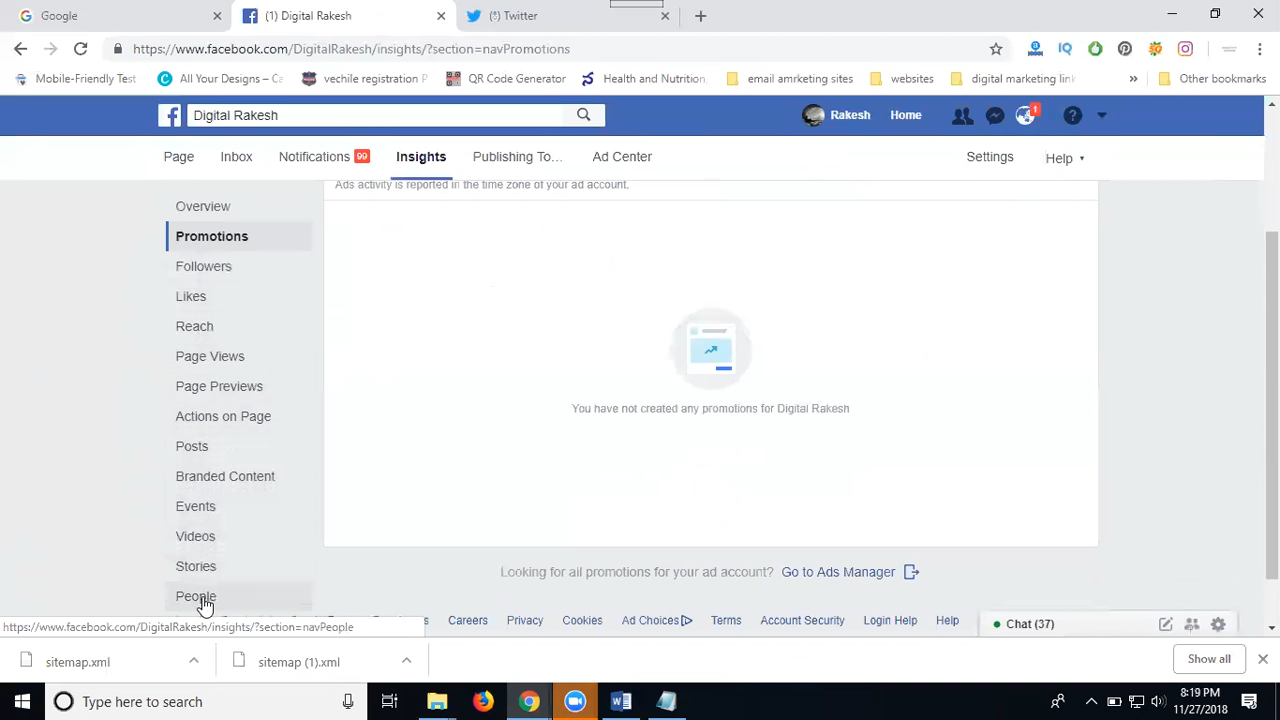 Google
(1) Digital Rakesh
(*) Twitter
https://www.facebook.com/DigitalRakesh/insights/?section=navPromotions
Mobile-Friendly Test
All Your Designs – Ca
vechile registration P
QR Code Generator
Health and Nutrition
email amrketing sites
websites
digital marketing link
Other bookmarks
Digital Rakesh
Rakesh
Home
1
Page
Inbox
Notifications 99
Insights
Publishing To...
Ad Center
Settings
Help
Ads activity is reported in the time zone of your ad account.
Overview
Promotions
Followers
Likes
Reach
Page Views
Page Previews
Actions on Page
Posts
Branded Content
Events
Videos
Stories
People
You have not created any promotions for Digital Rakesh
Looking for all promotions for your ad account? Go to Ads Manager
https://www.facebook.com/DigitalRakesh/insights/?section=navPeople
Careers
Privacy
Cookies
Ad Choices
Terms
Account Security
Login Help
Help
Chat (37)
sitemap.xml
sitemap (1).xml
Show all
Type here to search
8:19 PM
11/27/2018